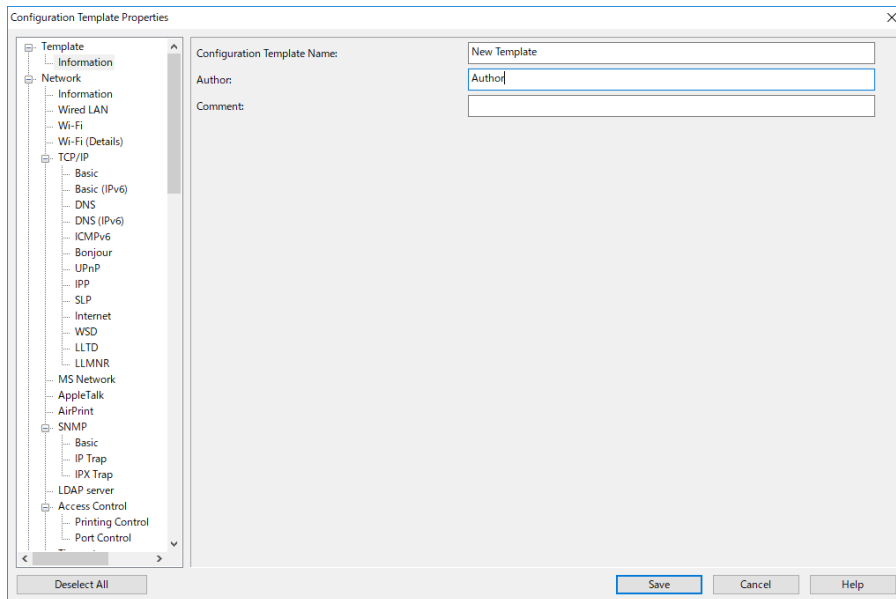 Configuration Template Properties
Template
Information
Network
Information
Wired LAN
Wi-Fi
Wi-Fi (Details)
TCP/IP
Basic
Basic (IPv6)
DNS
DNS (IPv6)
ICMPv6
Bonjour
UPnP
IPP
SLP
Internet
WSD
LLTD
LLMNR
MS Network
AppleTalk
AirPrint
SNMP
Basic
IP Trap
IPX Trap
LDAP server
Access Control
Printing Control
Port Control
Configuration Template Name: New Template
Author: Author
Comment:
Deselect All Save Cancel Help